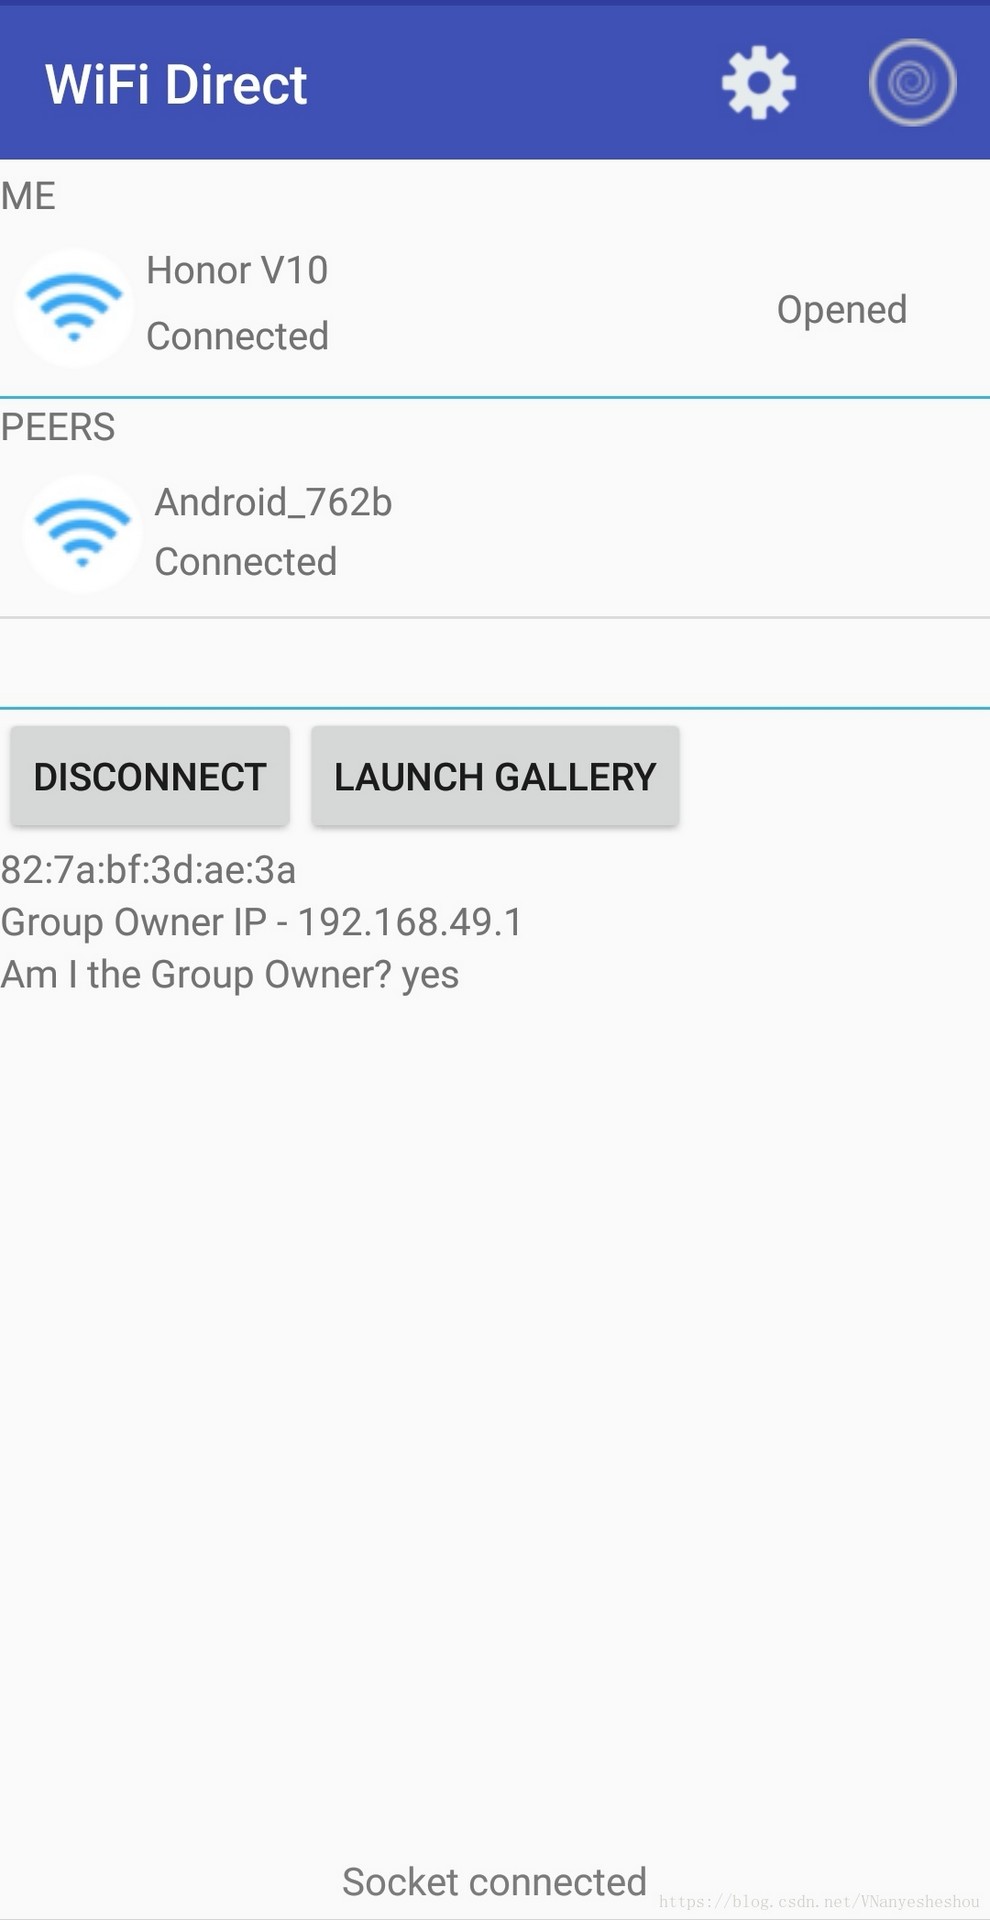 WiFi Direct
ME
Honor V10
Connected
Opened
PEERS
Android_762b
Connected
DISCONNECT
LAUNCH GALLERY
82:7a:bf:3d:ae:3a
Group Owner IP - 192.168.49.1
Am I the Group Owner? yes
Socket connected
https://blog.csdn.net/VNanyesheshou